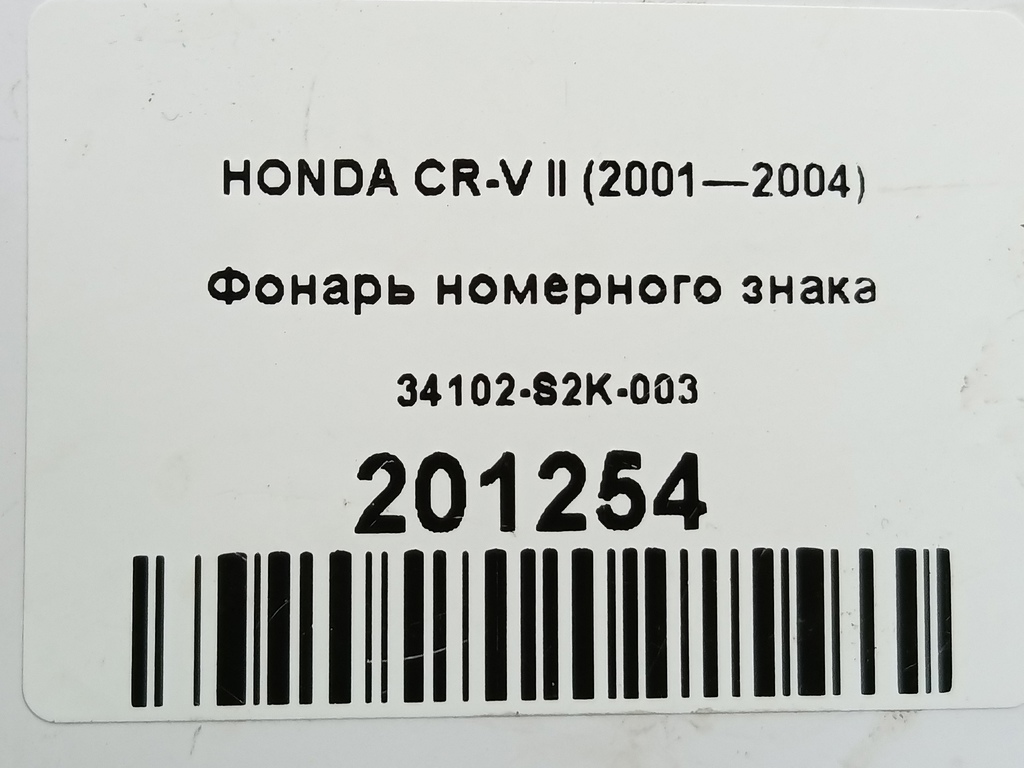 HONDA CR-V II (2001—2004)
Фонарь номерного знака
34102-S2K-003
201254